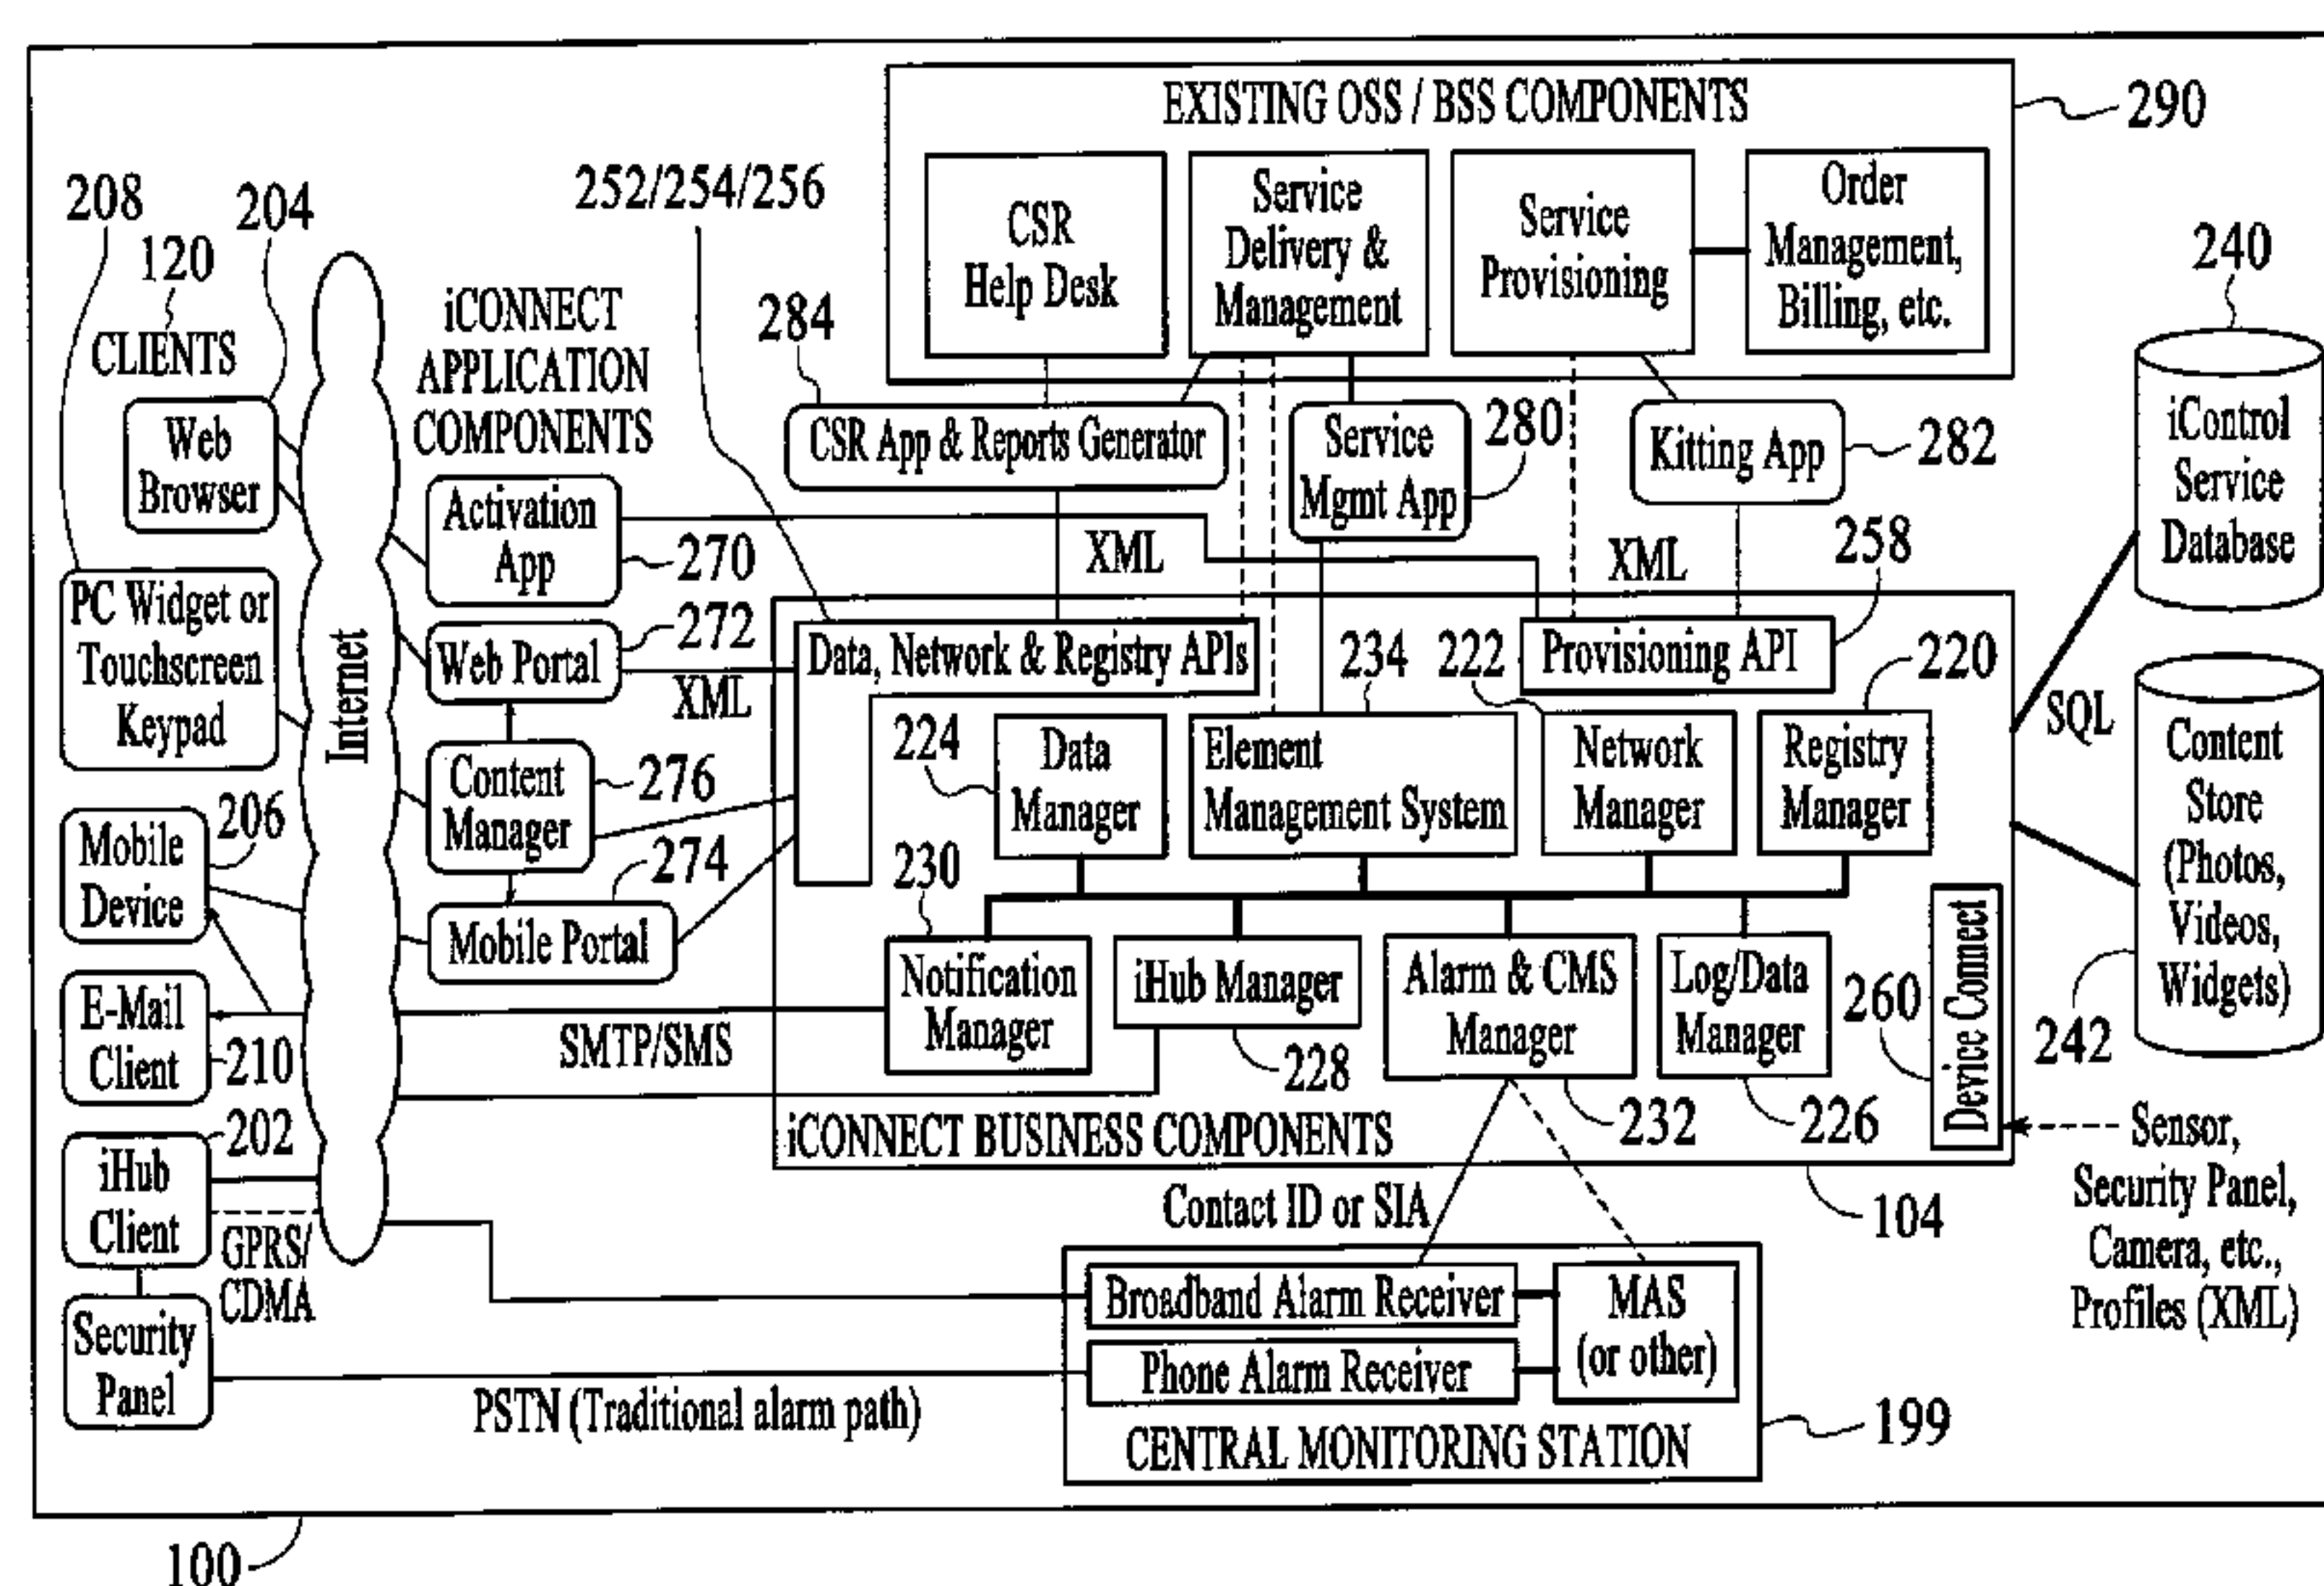 EXISTING OSS / BSS COMPONENTS
290
CSR
Help Desk
Service
Delivery &
Management
Service
Provisioning
Order
Management,
Billing, etc.
208
120
204
CLIENTS
252/254/256
iCONNECT
APPLICATION
COMPONENTS
284
CSR App & Reports Generator
Service
Mgmt App
280
Kitting App
282
240
iControl
Service
Database
Web
Browser
Activation
App
270
XML
XML
258
PC Widget or
Touchscreen
Keypad
Internet
Web Portal
272
XML
Data, Network & Registry APIs
234
222
Provisioning API
220
SQL
Content
Store
(Photos,
Videos,
Widgets)
242
Content
Manager
276
224
Data
Manager
Element
Management System
Network
Manager
Registry
Manager
Mobile
Device
206
274
Mobile Portal
230
Notification
Manager
iHub Manager
228
Alarm & CMS
Manager
232
Log/Data
Manager
226
260
Device Connect
E-Mail
Client
210
SMTP/SMS
iCONNECT BUSINESS COMPONENTS
104
Sensor,
Security Panel,
Camera, etc.,
Profiles (XML)
202
iHub
Client
GPRS/
CDMA
Contact ID or SIA
Security
Panel
PSTN (Traditional alarm path)
Broadband Alarm Receiver
Phone Alarm Receiver
MAS
(or other)
CENTRAL MONITORING STATION
199
100